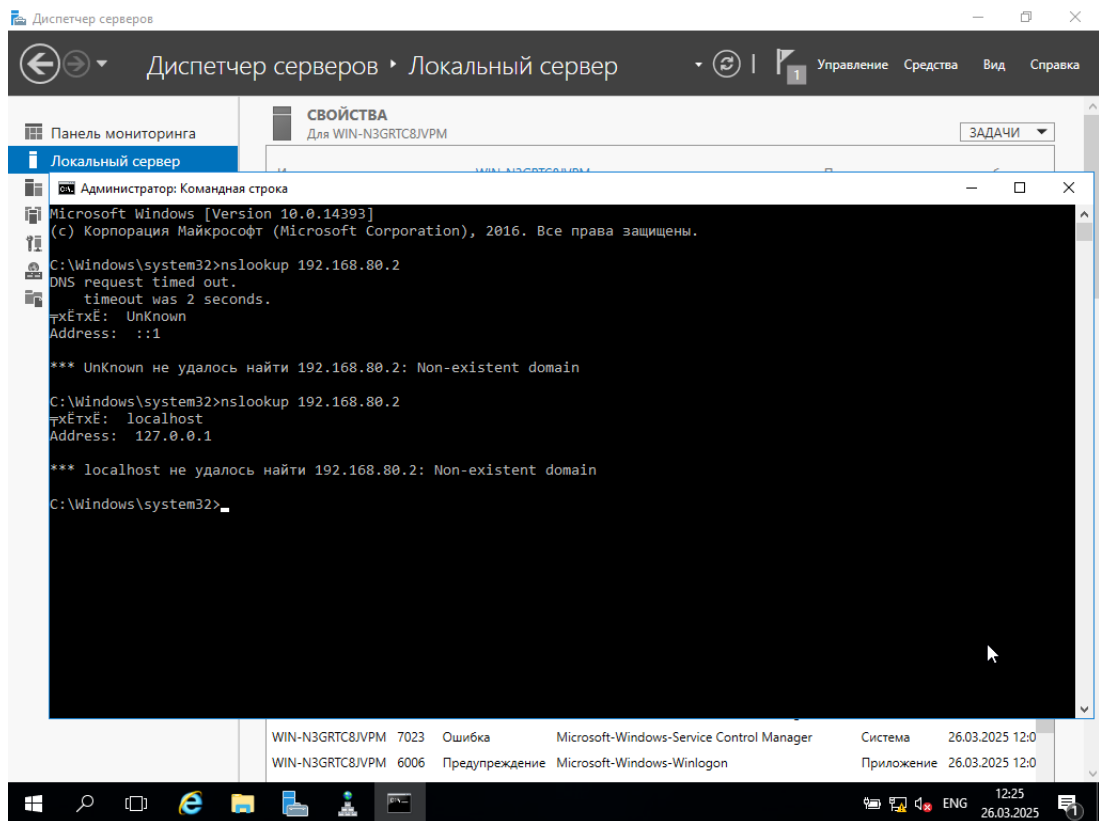 Диспетчер серверов
Диспетчер серверов ‣ Локальный сервер
1
Управление Средства Вид Справка
Панель мониторинга
Локальный сервер
СВОЙСТВА
Для WIN-N3GRTC8JVPM
ЗАДАЧИ
WIN-N3GRTC8JVPM
Администратор: Командная строка
Microsoft Windows [Version 10.0.14393]
(c) Корпорация Майкрософт (Microsoft Corporation), 2016. Все права защищены.
C:\Windows\system32>nslookup 192.168.80.2
DNS request timed out.
timeout was 2 seconds.
╤хЁтхЁ: UnKnown
Address: ::1
*** UnKnown не удалось найти 192.168.80.2: Non-existent domain
C:\Windows\system32>nslookup 192.168.80.2
╤хЁтхЁ: localhost
Address: 127.0.0.1
*** localhost не удалось найти 192.168.80.2: Non-existent domain
C:\Windows\system32>
WIN-N3GRTC8JVPM 7023 Ошибка Microsoft-Windows-Service Control Manager Система 26.03.2025 12:0
WIN-N3GRTC8JVPM 6006 Предупреждение Microsoft-Windows-Winlogon Приложение 26.03.2025 12:0
ENG
12:25
26.03.2025
1